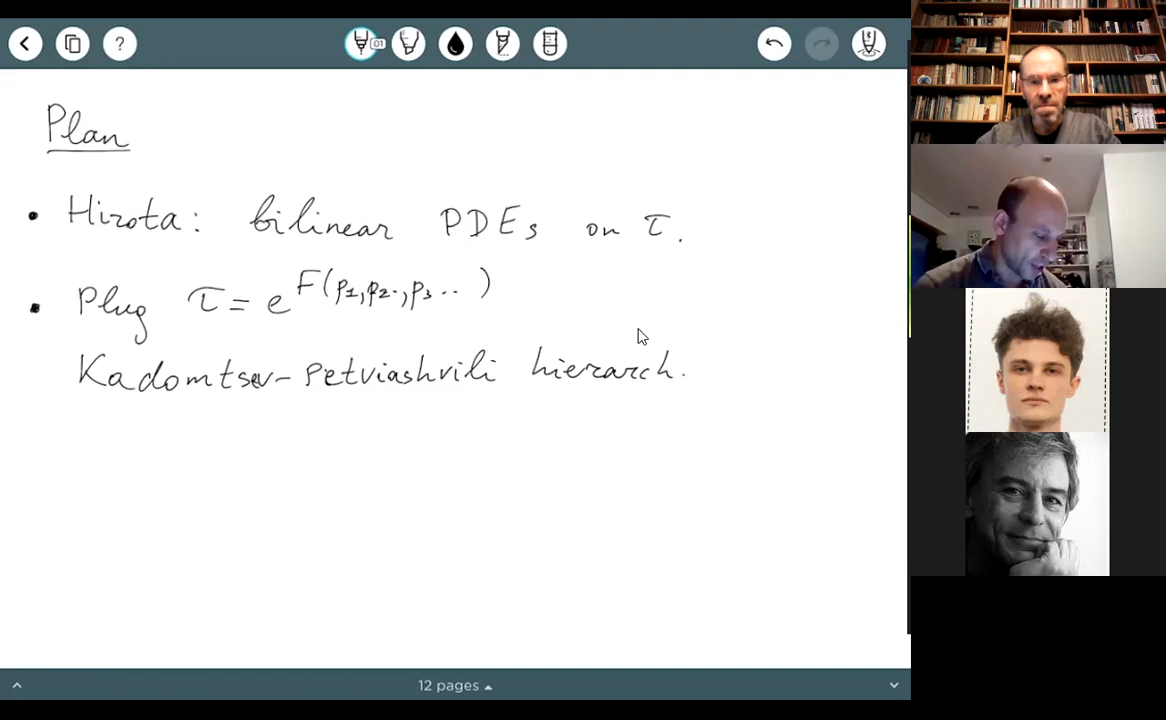 Plan
• Hirota: bilinear PDEs on τ.
• Plug τ = e^F(p1,p2.,p3..)
Kadomtsev-Petviashvili hierarch.
12 pages